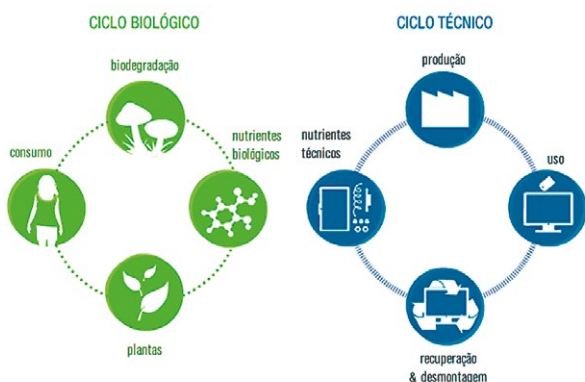 CICLO BIOLÓGICO
biodegradação
consumo
nutrientes
biológicos
plantas
CICLO TÉCNICO
produção
nutrientes
técnicos
uso
recuperação
& desmontagem